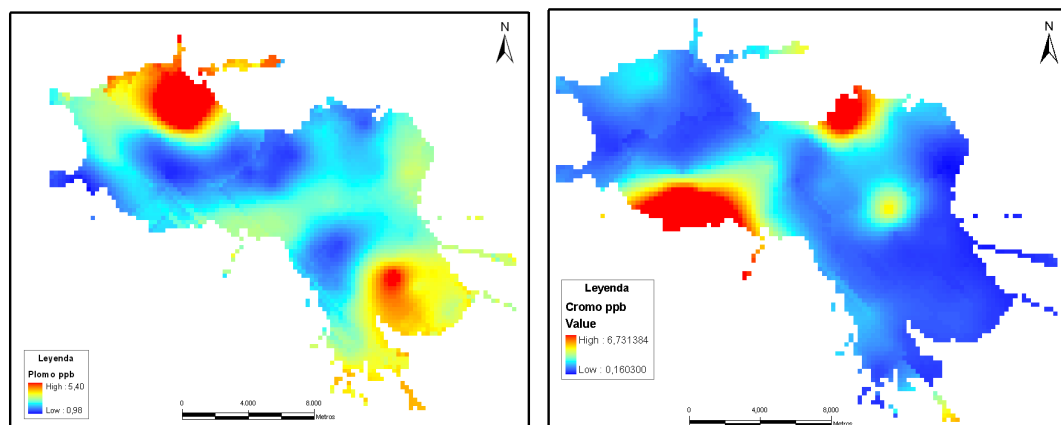 N
Leyenda
Plomo ppb
High : 5,40
Low : 0,98
0 4,000 8,000
Metros
N
Leyenda
Cromo ppb
Value
High : 6,731384
Low : 0,160300
0 4,000 8,000
Metros